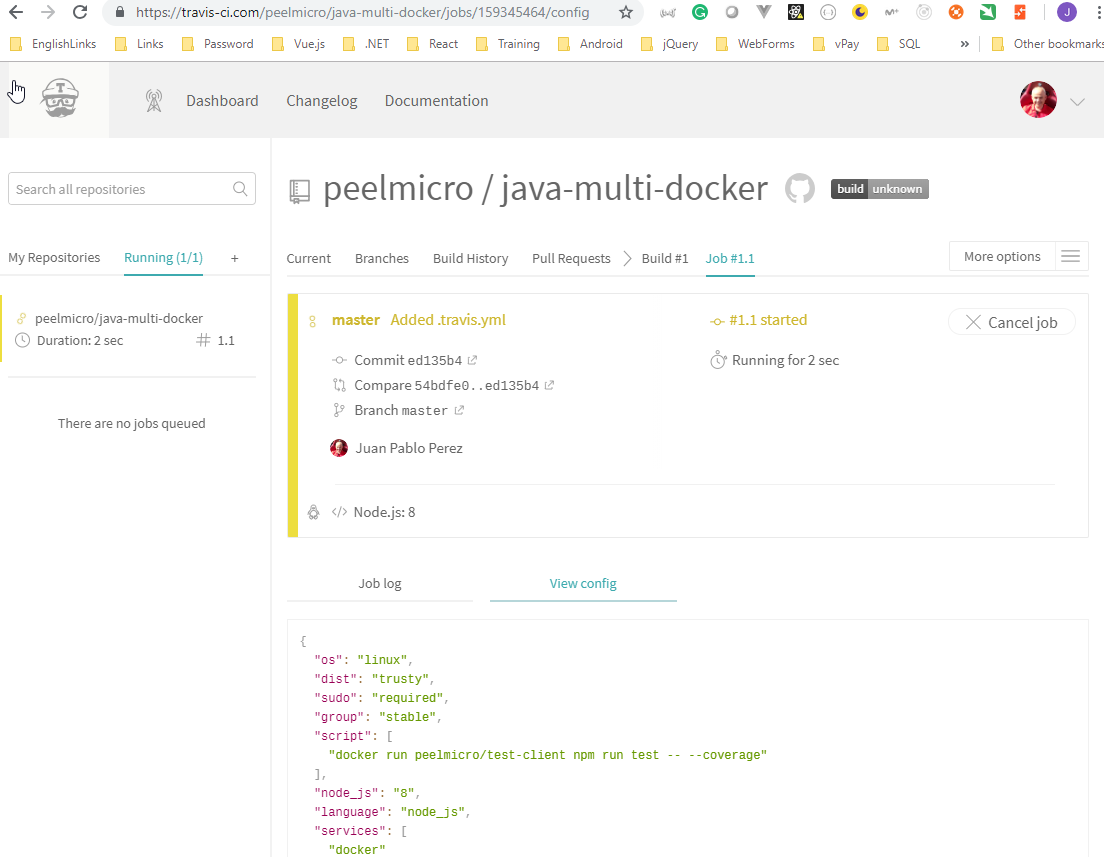 https://travis-ci.com/peelmicro/java-multi-docker/jobs/159345464/config
J
EnglishLinks Links Password Vue.js .NET React Training Android jQuery WebForms vPay SQL » Other bookmarks
Dashboard Changelog Documentation
Search all repositories
My Repositories Running (1/1) +
peelmicro/java-multi-docker
Duration: 2 sec # 1.1
There are no jobs queued
peelmicro / java-multi-docker build unknown
Current Branches Build History Pull Requests Build #1 Job #1.1 More options
master Added .travis.yml #1.1 started Cancel job
Commit ed135b4 Running for 2 sec
Compare 54bdfe0..ed135b4
Branch master
Juan Pablo Perez
</> Node.js: 8
Job log View config
{
"os": "linux",
"dist": "trusty",
"sudo": "required",
"group": "stable",
"script": [
"docker run peelmicro/test-client npm run test -- --coverage"
],
"node_js": "8",
"language": "node_js",
"services": [
"docker"